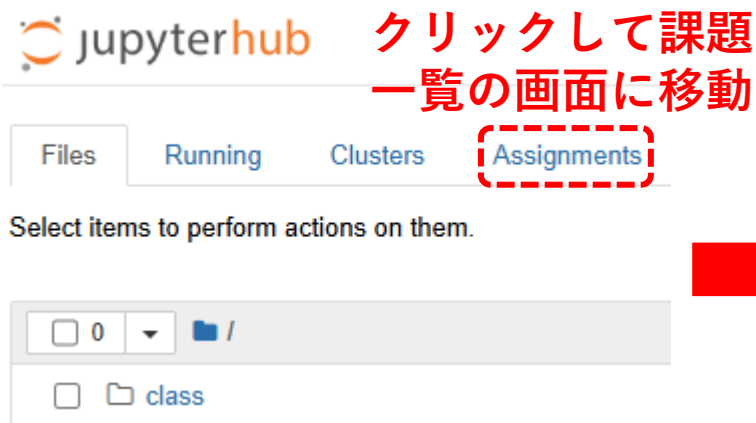 jupyterhub
クリックして課題
一覧の画面に移動
Files Running Clusters Assignments
Select items to perform actions on them.
0 /
class